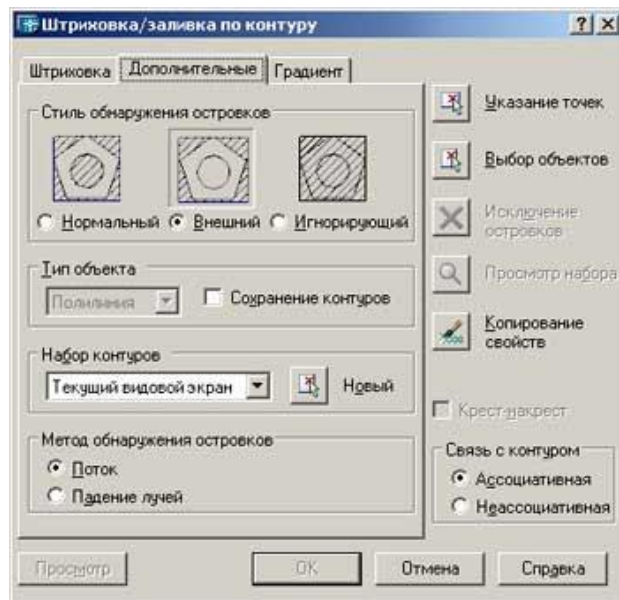 Штриховка/заливка по контуру
Штриховка Дополнительные Градиент
Стиль обнаружения островков
Нормальный Внешний Игнорирующий
Тип объекта
Полилиния Сохранение контуров
Набор контуров
Текущий видовой экран Новый
Метод обнаружения островков
Поток
Падение лучей
Указание точек
Выбор объектов
Исключение
островков
Просмотр набора
Копирование
свойств
Крест-накрест
Связь с контуром
Ассоциативная
Неассоциативная
Просмотр ОК Отмена Справка